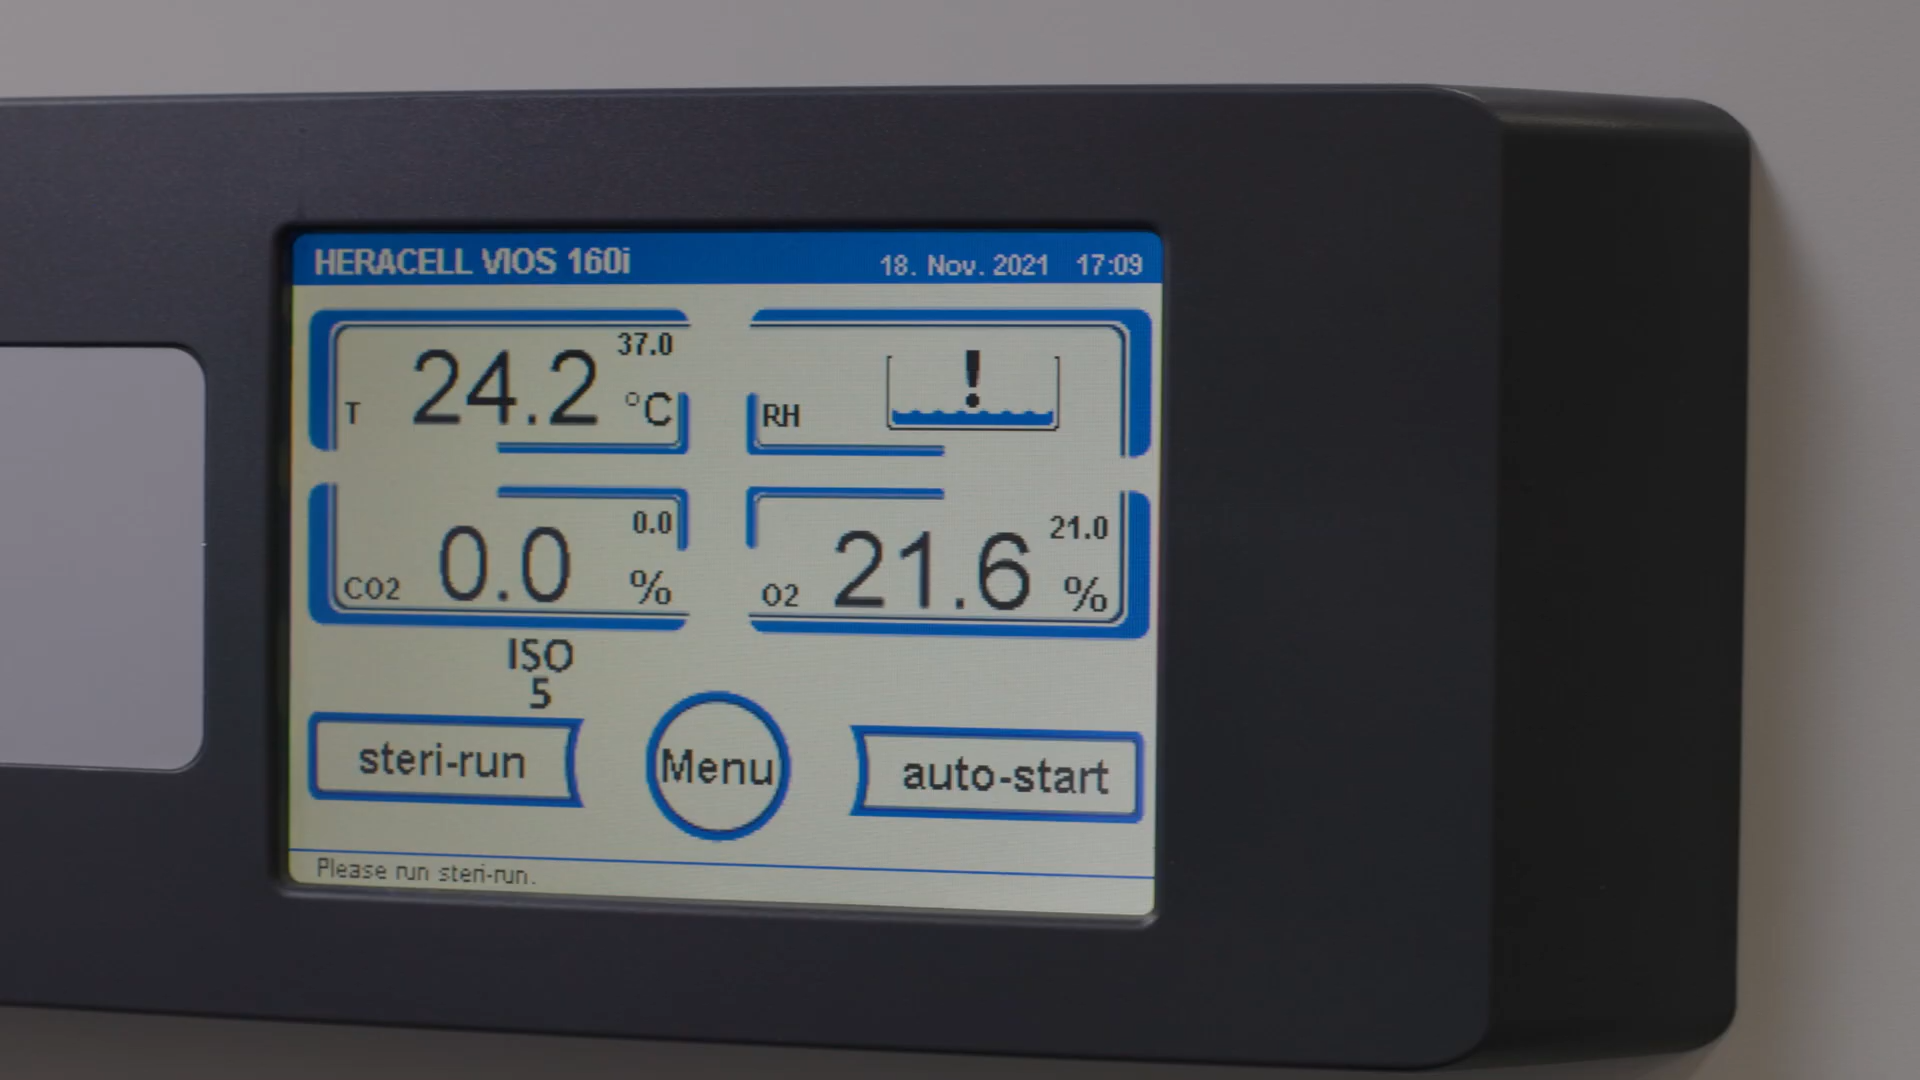 HERACELL VIOS 160i
18. Nov. 2021 17:09
37.0
T 24.2 °C
RH !
0.0
CO2 0.0 %
21.0
O2 21.6 %
ISO
5
steri-run
Menu
auto-start
Please run steri-run.